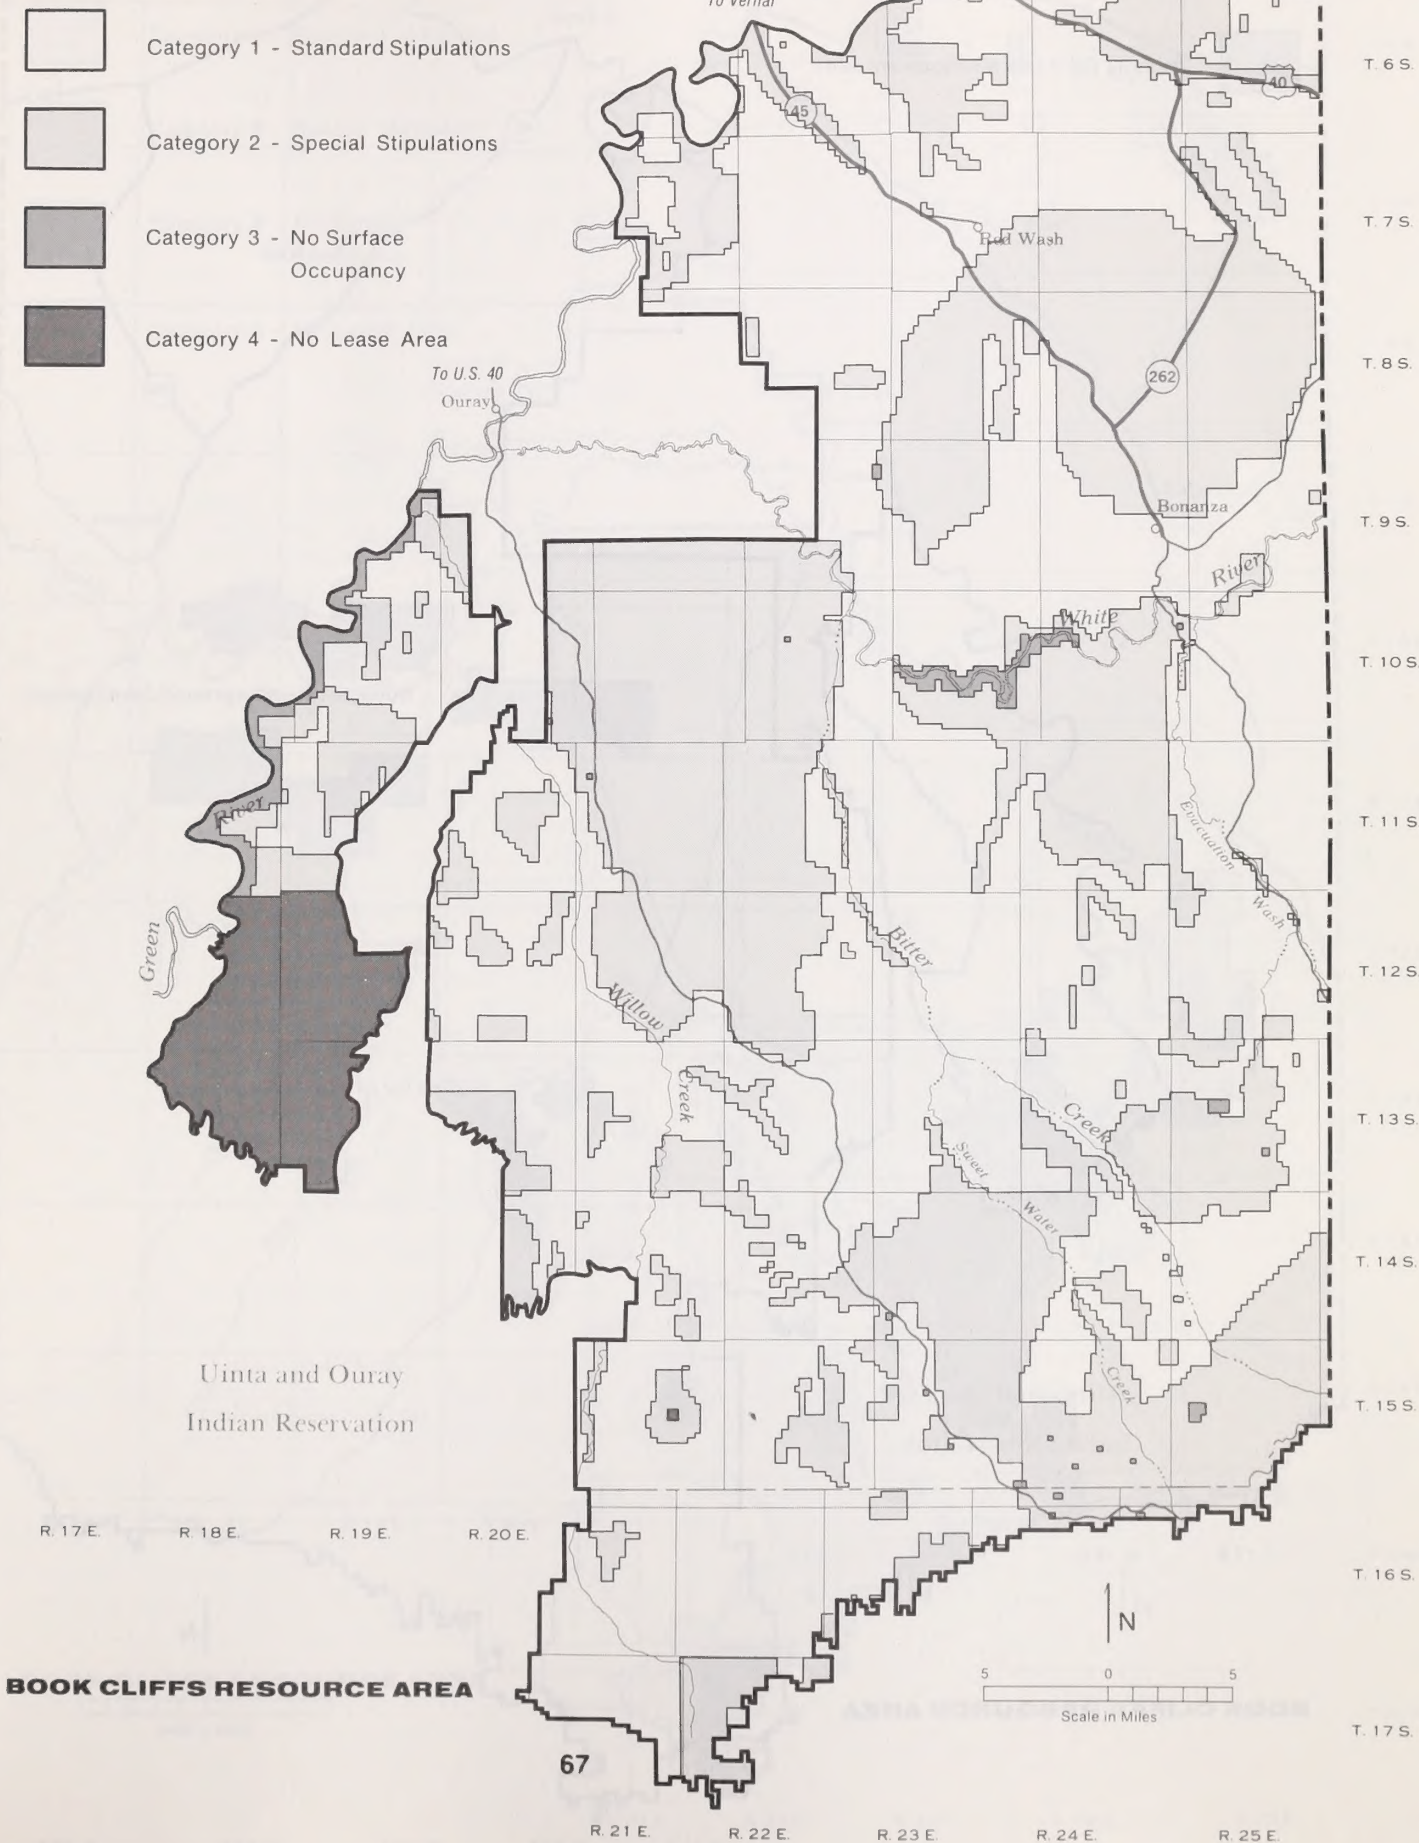 To Vernal
Category 1 - Standard Stipulations
Category 2 - Special Stipulations
Category 3 - No Surface
Occupancy
Category 4 - No Lease Area
T. 6 S.
40
45
T. 7 S.
Red Wash
T. 8 S.
262
To U.S. 40
Ouray
Bonanza
T. 9 S.
River
White
T. 10 S.
River
Evacuation
Wash
T. 11 S.
Green
Bitter
T. 12 S.
Willow
Creek
Creek
T. 13 S.
Sweet
Water
T. 14 S.
Uinta and Ouray
Indian Reservation
Creek
T. 15 S.
R. 17 E.
R. 18 E.
R. 19 E.
R. 20 E.
T. 16 S.
N
BOOK CLIFFS RESOURCE AREA
5 0 5
Scale in Miles
T. 17 S.
67
R. 21 E.
R. 22 E.
R. 23 E.
R. 24 E.
R. 25 E.